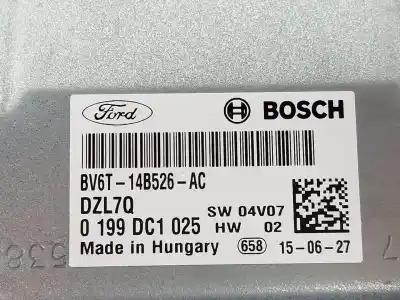 Ford BOSCH
BV6T-14B526-AC
DZL7Q SW 04V07
0 199 DC1 025 HW 02
Made in Hungary 658 15-06-27